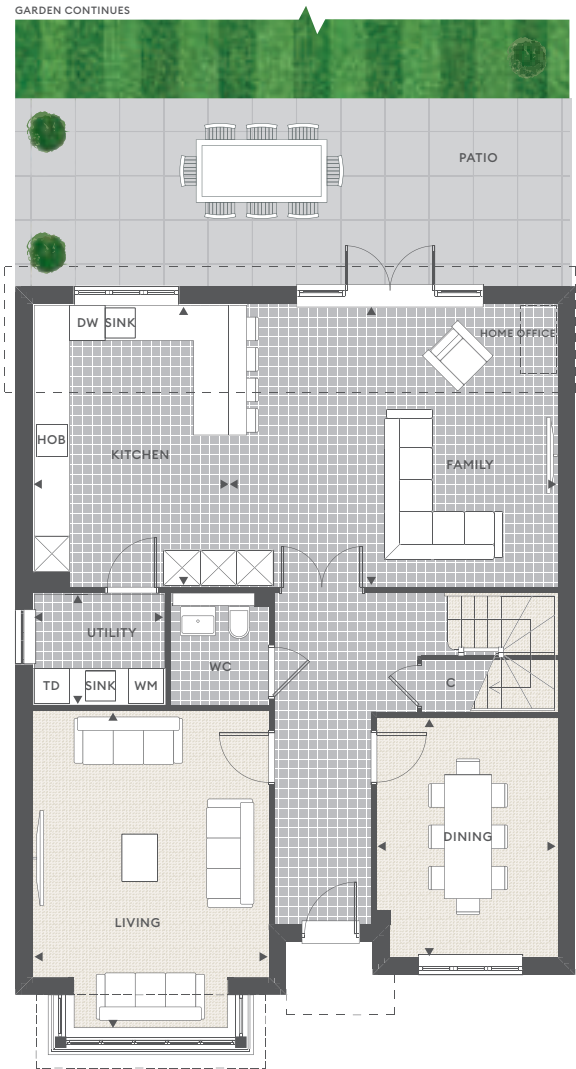 GARDEN CONTINUES
PATIO
DW SINK
HOME OFFICE
HOB
KITCHEN
FAMILY
UTILITY
WC
TD SINK WM
C
DINING
LIVING